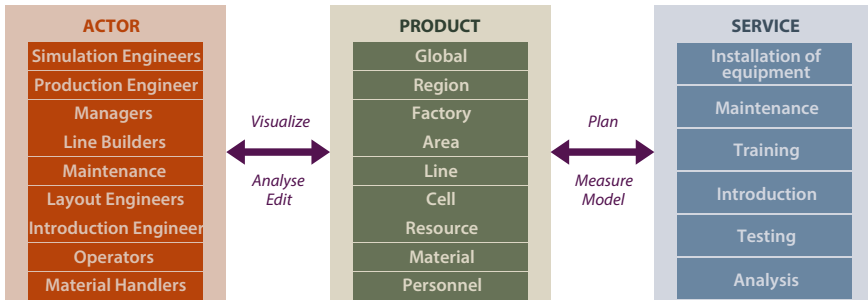 ACTOR
Simulation Engineers
Production Engineer
Managers
Line Builders
Maintenance
Layout Engineers
Introduction Engineer
Operators
Material Handlers
Visualize
Analyse
Edit
PRODUCT
Global
Region
Factory
Area
Line
Cell
Resource
Material
Personnel
Plan
Measure
Model
SERVICE
Installation of
equipment
Maintenance
Training
Introduction
Testing
Analysis